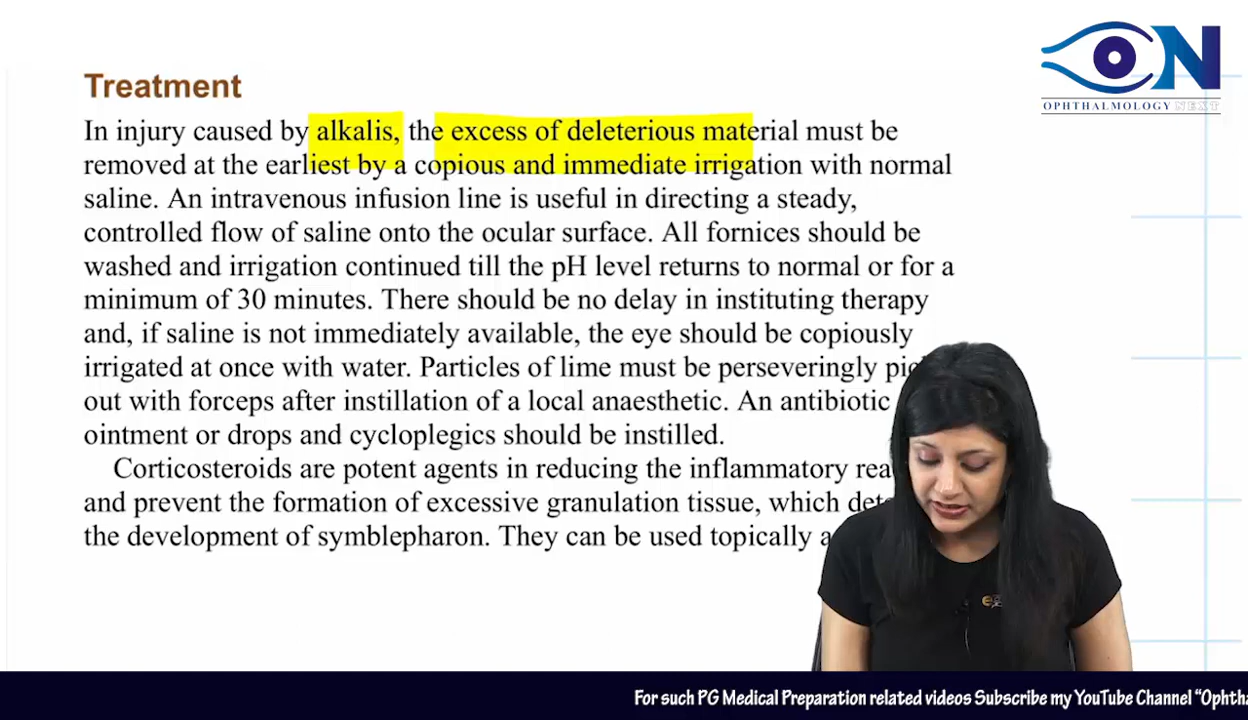 ON
OPHTHALMOLOGY NEXT
Treatment
In injury caused by alkalis, the excess of deleterious material must be
removed at the earliest by a copious and immediate irrigation with normal
saline. An intravenous infusion line is useful in directing a steady,
controlled flow of saline onto the ocular surface. All fornices should be
washed and irrigation continued till the pH level returns to normal or for a
minimum of 30 minutes. There should be no delay in instituting therapy
and, if saline is not immediately available, the eye should be copiously
irrigated at once with water. Particles of lime must be perseveringly
out with forceps after instillation of a local anaesthetic. An antibiotic
ointment or drops and cycloplegics should be instilled.
Corticosteroids are potent agents in reducing the inflammatory
and prevent the formation of excessive granulation tissue, which
the development of symblepharon. They can be used topically
For such PG Medical Preparation related videos Subscribe my YouTube Channel “Ophtha